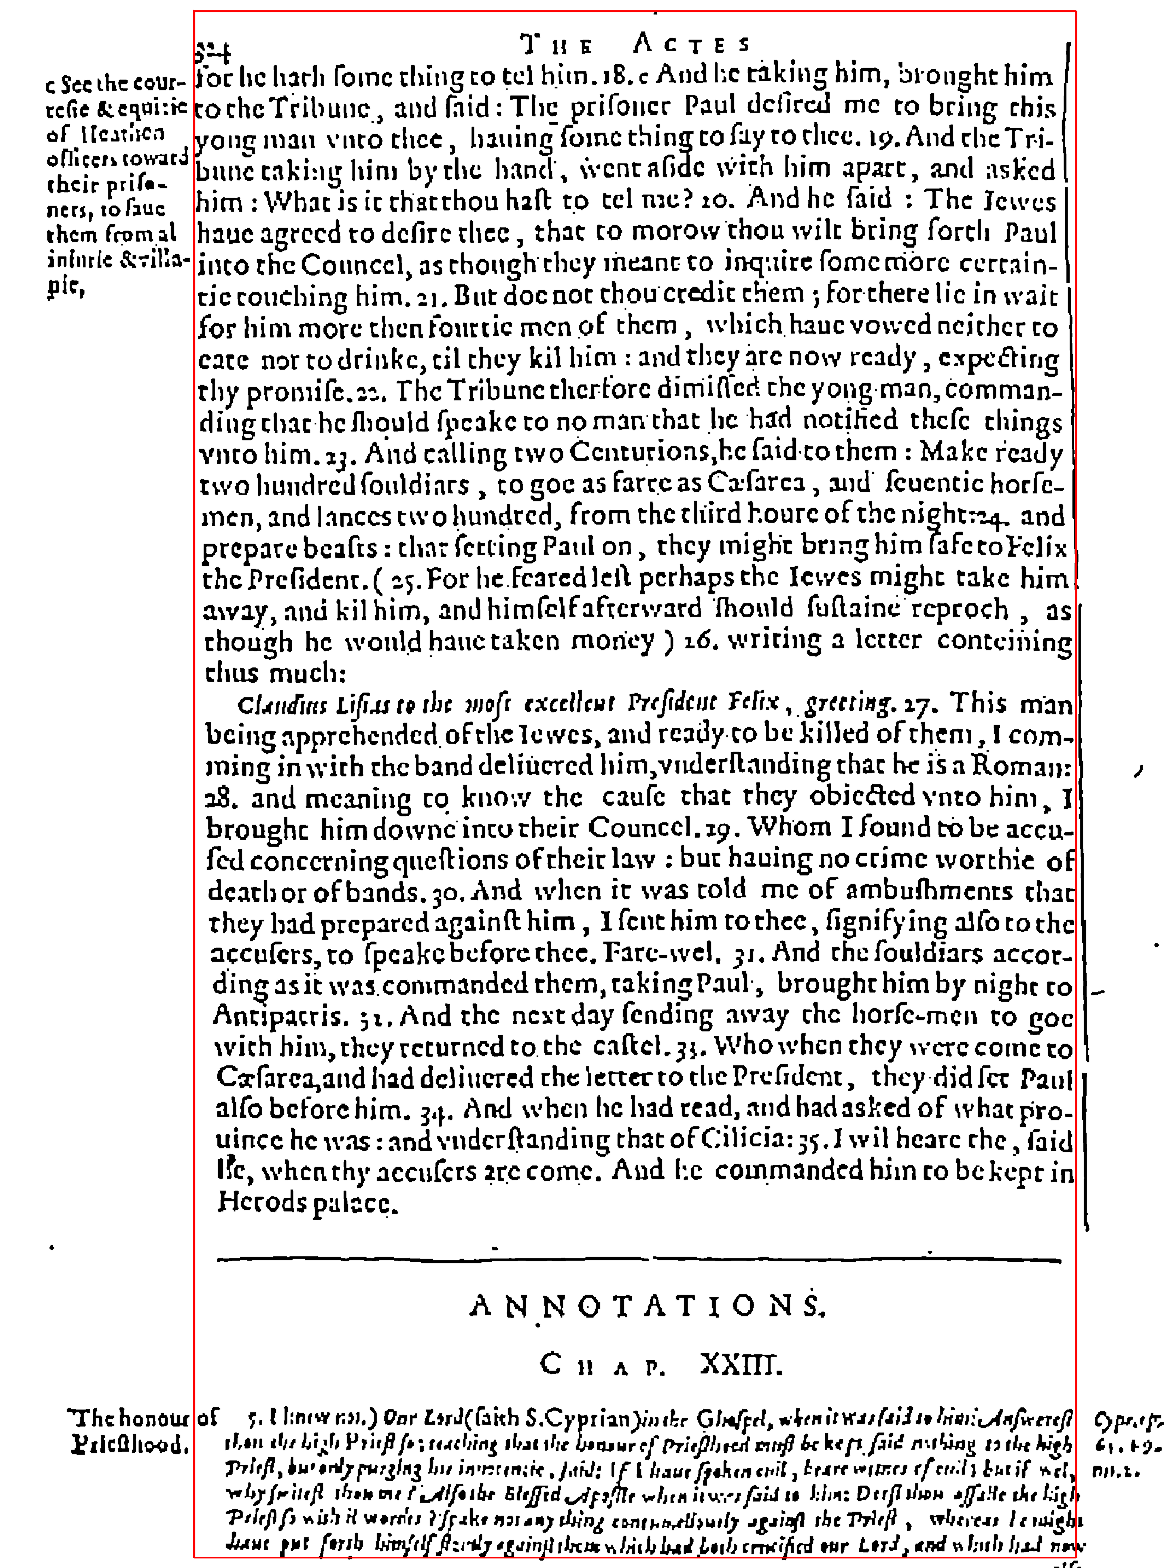 324
THE ACTES
for he hath some thing to tel him. 18. c And he taking him, brought him
to the Tribune, and said: The prisoner Paul desired me to bring this
yong man vnto thee, hauing some thing to say to thee. 19. And the Tri-
bune taking him by the hand, went aside with him apart, and asked
him: What is it that thou hast to tel me? 20. And he said: The Iewes
haue agreed to desire thee, that to morow thou wilt bring forth Paul
into the Councel, as though they meant to inquire some more certain-
tie touching him. 21. But doe not thou credit them; for there lie in wait
for him more then fourtie men of them, which haue vowed neither to
eate nor to drinke, til they kil him: and they are now ready, expecting
thy promise. 22. The Tribune therfore dimissed the yong man, comman-
ding that he should speake to no man that he had notified these things
vnto him. 23. And calling two Centurions, he said to them: Make ready
two hundred souldiars, to goe as farre as Cæsarea, and seuentie horse-
men, and lances two hundred, from the third houre of the night: 24. and
prepare beasts: that setting Paul on, they might bring him safe to Felix
the President. (25. For he feared lest perhaps the Iewes might take him
away, and kil him, and himself afterward should sustaine reproch, as
though he would haue taken money) 26. writing a letter conteining
thus much:
Claudius Lisias to the most excellent President Felix, greeting. 27. This man
being apprehended of the Iewes, and ready to be killed of them, I com-
ming in with the band deliuered him, vnderstanding that he is a Roman:
28. and meaning to know the cause that they obiected vnto him, I
brought him downe into their Councel. 29. Whom I found to be accu-
sed concerning questions of their law: but hauing no crime worthie of
death or of bands. 30. And when it was told me of ambushments that
they had prepared against him, I sent him to thee, signifying also to the
accusers, to speake before thee. Fare-wel. 31. And the souldiars accor-
ding as it was commanded them, taking Paul, brought him by night to
Antipatris. 32. And the next day sending away the horse-men to goe
with him, they returned to the castel. 33. Who when they were come to
Cæsarea, and had deliuered the letter to the President, they did set Paul
also before him. 34. And when he had read, and had asked of what pro-
uince he was: and vnderstanding that of Cilicia: 35. I wil heare the, said
he, when thy accusers are come. And he commanded him to be kept in
Herods palace.
c See the cour-
tesie & equitie
of Heathen
officers toward
their priso-
ners, to saue
them from al
iniurie & villa-
nie,
ANNOTATIONS.
CHAP. XXIII.
The honour of
Priesthood.
5. I knew not.) Our Lord (saith S. Cyprian) in the Ghospel, when it was said to him: Answerest
thou the high Priest so; teaching that the honour of Priesthood must be kept, said nothing to the high
Priest, but only purging his innocencie, said: If I haue spoken euil, beare witnes of euil; but if wel,
why smitest thou me? Also the Blessed Apostle when it was said to him: Derst thou assaile the high
Priest so with il wordes? spake not any thing contumeliously against the Priest, whereas he might
haue put forth himself stoutly against them which had both crucified our Lord, and which had now